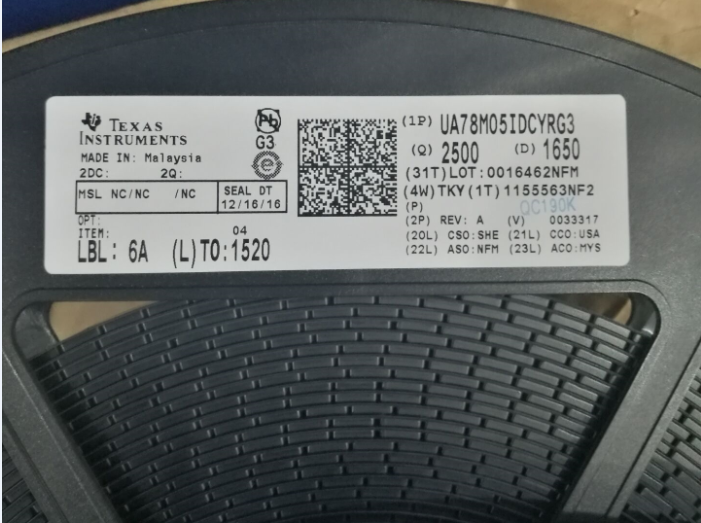 TEXAS
INSTRUMENTS
MADE IN: Malaysia
2DC: 2Q:
MSL NC/NC /NC
SEAL DT
12/16/16
OPT:
ITEM: 04
LBL: 6A (L)TO:1520
Pb
G3
e
(1P) UA78M05IDCYRG3
(Q) 2500 (D) 1650
(31T)LOT:0016462NFM
(4W)TKY(1T)1155563NF2
(P)
QC190K
(2P) REV: A (V) 0033317
(20L) CSO:SHE (21L) CCO:USA
(22L) ASO:NFM (23L) ACO:MYS